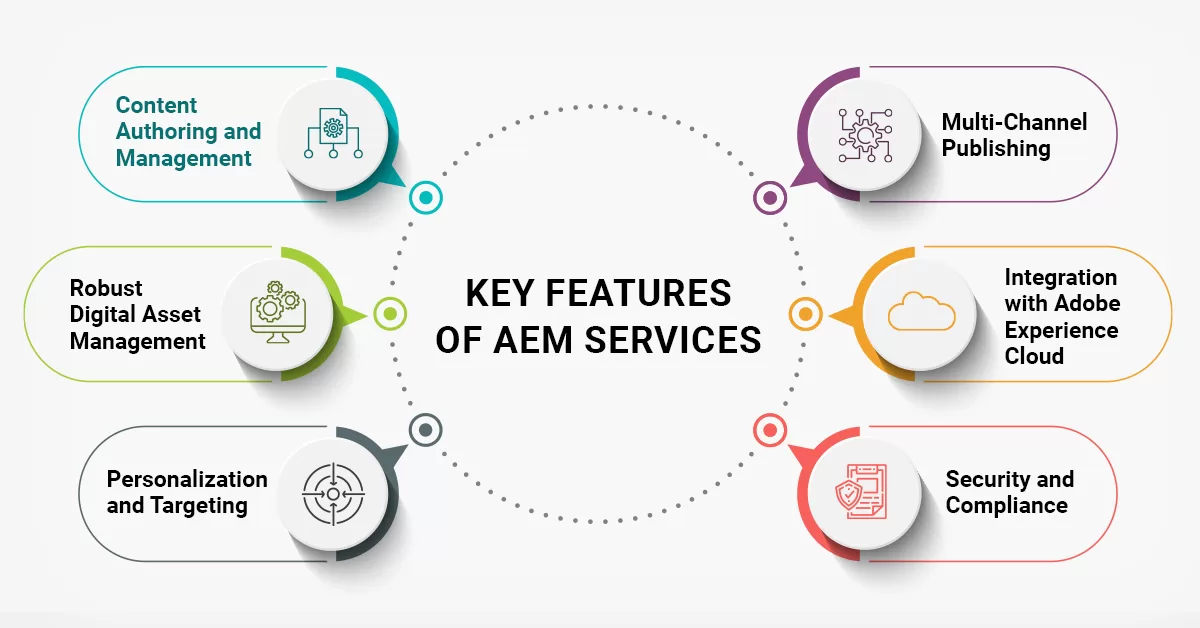 Content
Authoring and
Management
Robust
Digital Asset
Management
Personalization
and Targeting
KEY FEATURES
OF AEM SERVICES
Multi-Channel
Publishing
Integration
with Adobe
Experience
Cloud
Security and
Compliance